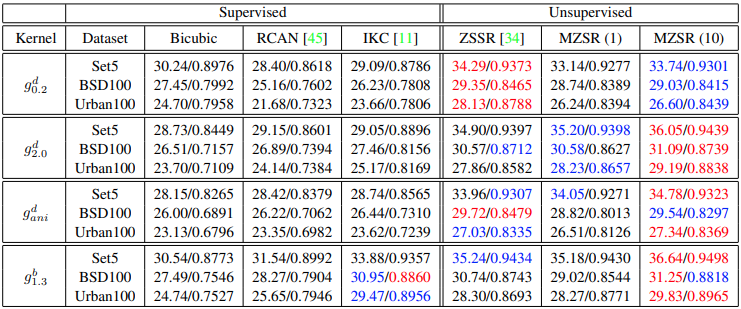 Supervised Unsupervised
Kernel Dataset Bicubic RCAN [45] IKC [11] ZSSR [34] MZSR (1) MZSR (10)
Set5 30.24/0.8976 28.40/0.8618 29.09/0.8786 34.29/0.9373 33.14/0.9277 33.74/0.9301
g^d_{0.2} BSD100 27.45/0.7992 25.16/0.7602 26.23/0.7808 29.35/0.8465 28.74/0.8389 29.03/0.8415
Urban100 24.70/0.7958 21.68/0.7323 23.66/0.7806 28.13/0.8788 26.24/0.8394 26.60/0.8439
Set5 28.73/0.8449 29.15/0.8601 29.05/0.8896 34.90/0.9397 35.20/0.9398 36.05/0.9439
g^d_{2.0} BSD100 26.51/0.7157 26.89/0.7394 27.46/0.8156 30.57/0.8712 30.58/0.8627 31.09/0.8739
Urban100 23.70/0.7109 24.14/0.7384 25.17/0.8169 27.86/0.8582 28.23/0.8657 29.19/0.8838
Set5 28.15/0.8265 28.42/0.8379 28.74/0.8565 33.96/0.9307 34.05/0.9271 34.78/0.9323
g^d_{ani} BSD100 26.00/0.6891 26.22/0.7062 26.44/0.7310 29.72/0.8479 28.82/0.8013 29.54/0.8297
Urban100 23.13/0.6796 23.35/0.6982 23.62/0.7239 27.03/0.8335 26.51/0.8126 27.34/0.8369
Set5 30.54/0.8773 31.54/0.8992 33.88/0.9357 35.24/0.9434 35.18/0.9430 36.64/0.9498
g^b_{1.3} BSD100 27.49/0.7546 28.27/0.7904 30.95/0.8860 30.74/0.8743 29.02/0.8544 31.25/0.8818
Urban100 24.74/0.7527 25.65/0.7946 29.47/0.8956 28.30/0.8693 28.27/0.8771 29.83/0.8965